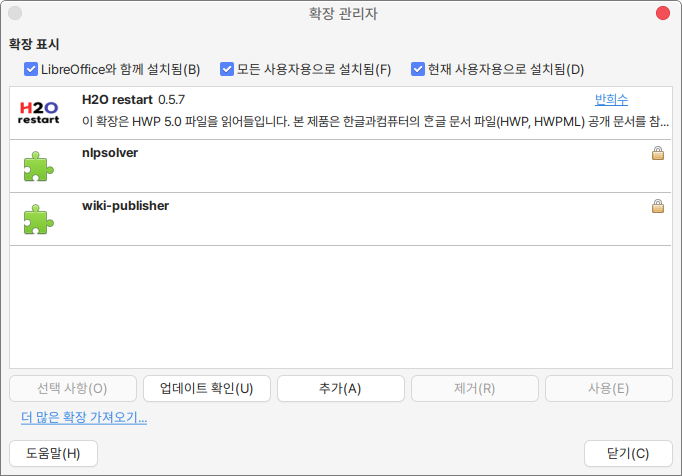 확장 관리자
확장 표시
LibreOffice와 함께 설치됨(B) 모든 사용자용으로 설치됨(F) 현재 사용자용으로 설치됨(D)
H2O restart
H2O restart 0.5.7 반희수
이 확장은 HWP 5.0 파일을 읽어들입니다. 본 제품은 한글과컴퓨터의 ᄒᆞᆫ글 문서 파일(HWP, HWPML) 공개 문서를 참...
nlpsolver
wiki-publisher
선택 사항(O) 업데이트 확인(U) 추가(A) 제거(R) 사용(E)
더 많은 확장 가져오기...
도움말(H) 닫기(C)